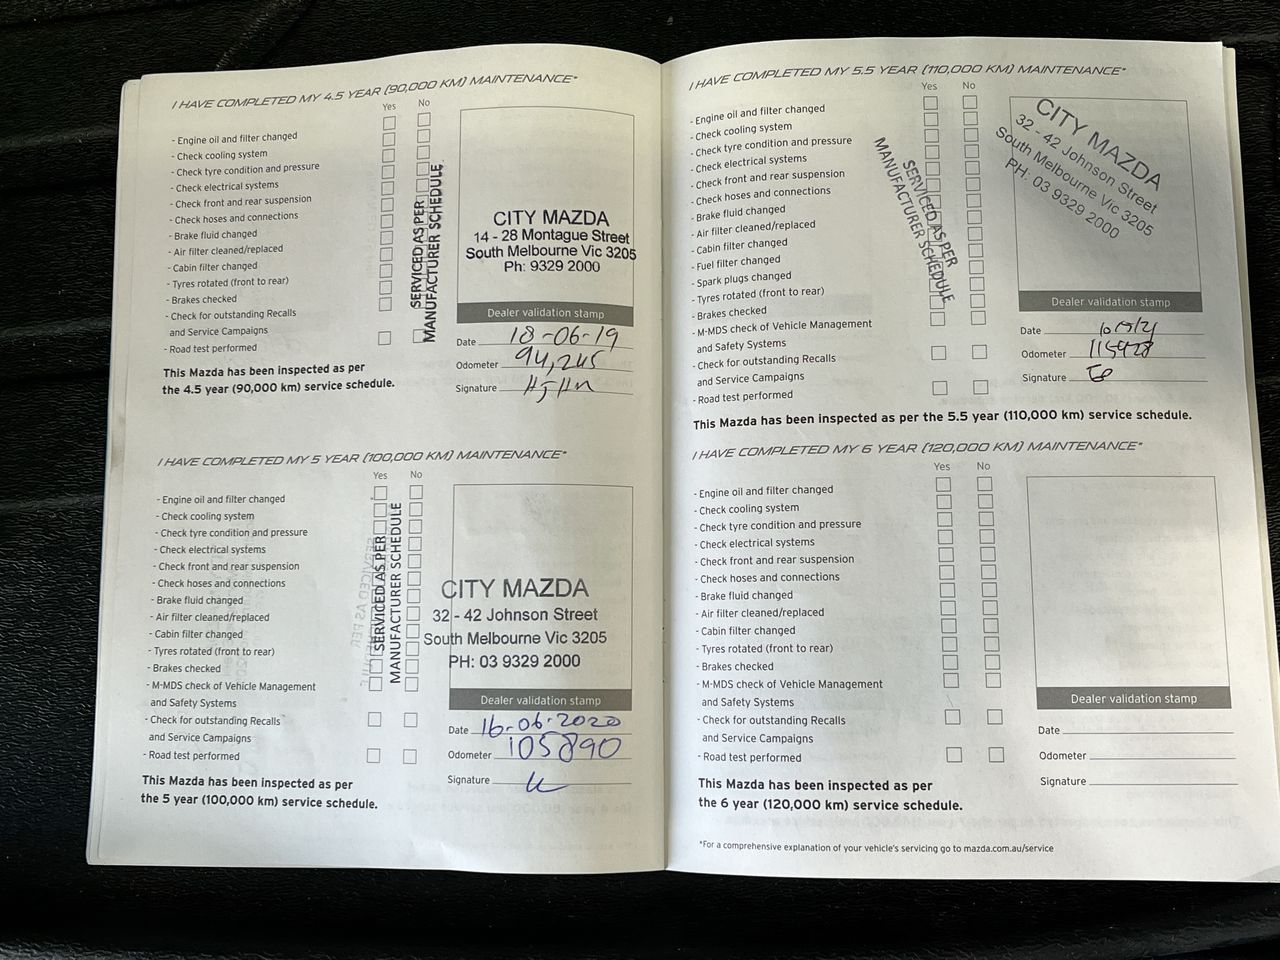 I HAVE COMPLETED MY 4.5 YEAR (90,000 KM) MAINTENANCE*
Yes No
- Engine oil and filter changed
- Check cooling system
- Check tyre condition and pressure
- Check electrical systems
- Check front and rear suspension
- Check hoses and connections
- Brake fluid changed
- Air filter cleaned/replaced
- Cabin filter changed
- Tyres rotated (front to rear)
- Brakes checked
- Check for outstanding Recalls
and Service Campaigns
- Road test performed
SERVICED AS PER
MANUFACTURER SCHEDULE
CITY MAZDA
14 - 28 Montague Street
South Melbourne Vic 3205
Ph: 9329 2000
Dealer validation stamp
Date 18-06-19
Odometer 94,245
Signature
This Mazda has been inspected as per
the 4.5 year (90,000 km) service schedule.
I HAVE COMPLETED MY 5 YEAR (100,000 KM) MAINTENANCE*
Yes No
- Engine oil and filter changed
- Check cooling system
- Check tyre condition and pressure
- Check electrical systems
- Check front and rear suspension
- Check hoses and connections
- Brake fluid changed
- Air filter cleaned/replaced
- Cabin filter changed
- Tyres rotated (front to rear)
- Brakes checked
- M-MDS check of Vehicle Management
and Safety Systems
- Check for outstanding Recalls
and Service Campaigns
- Road test performed
SERVICED AS PER
MANUFACTURER SCHEDULE
CITY MAZDA
32 - 42 Johnson Street
South Melbourne Vic 3205
PH: 03 9329 2000
Dealer validation stamp
Date 16-06-2020
Odometer 105890
Signature
This Mazda has been inspected as per
the 5 year (100,000 km) service schedule.
I HAVE COMPLETED MY 5.5 YEAR (110,000 KM) MAINTENANCE*
Yes No
- Engine oil and filter changed
- Check cooling system
- Check tyre condition and pressure
- Check electrical systems
- Check front and rear suspension
- Check hoses and connections
- Brake fluid changed
- Air filter cleaned/replaced
- Cabin filter changed
- Fuel filter changed
- Spark plugs changed
- Tyres rotated (front to rear)
- Brakes checked
- M-MDS check of Vehicle Management
and Safety Systems
- Check for outstanding Recalls
and Service Campaigns
- Road test performed
SERVICED AS PER
MANUFACTURER SCHEDULE
CITY MAZDA
32 - 42 Johnson Street
South Melbourne Vic 3205
PH: 03 9329 2000
Dealer validation stamp
Date
Odometer 115928
Signature
This Mazda has been inspected as per the 5.5 year (110,000 km) service schedule.
I HAVE COMPLETED MY 6 YEAR (120,000 KM) MAINTENANCE*
Yes No
- Engine oil and filter changed
- Check cooling system
- Check tyre condition and pressure
- Check electrical systems
- Check front and rear suspension
- Check hoses and connections
- Brake fluid changed
- Air filter cleaned/replaced
- Cabin filter changed
- Tyres rotated (front to rear)
- Brakes checked
- M-MDS check of Vehicle Management
and Safety Systems
- Check for outstanding Recalls
and Service Campaigns
- Road test performed
Dealer validation stamp
Date
Odometer
Signature
This Mazda has been inspected as per
the 6 year (120,000 km) service schedule.
*For a comprehensive explanation of your vehicle's servicing go to mazda.com.au/service